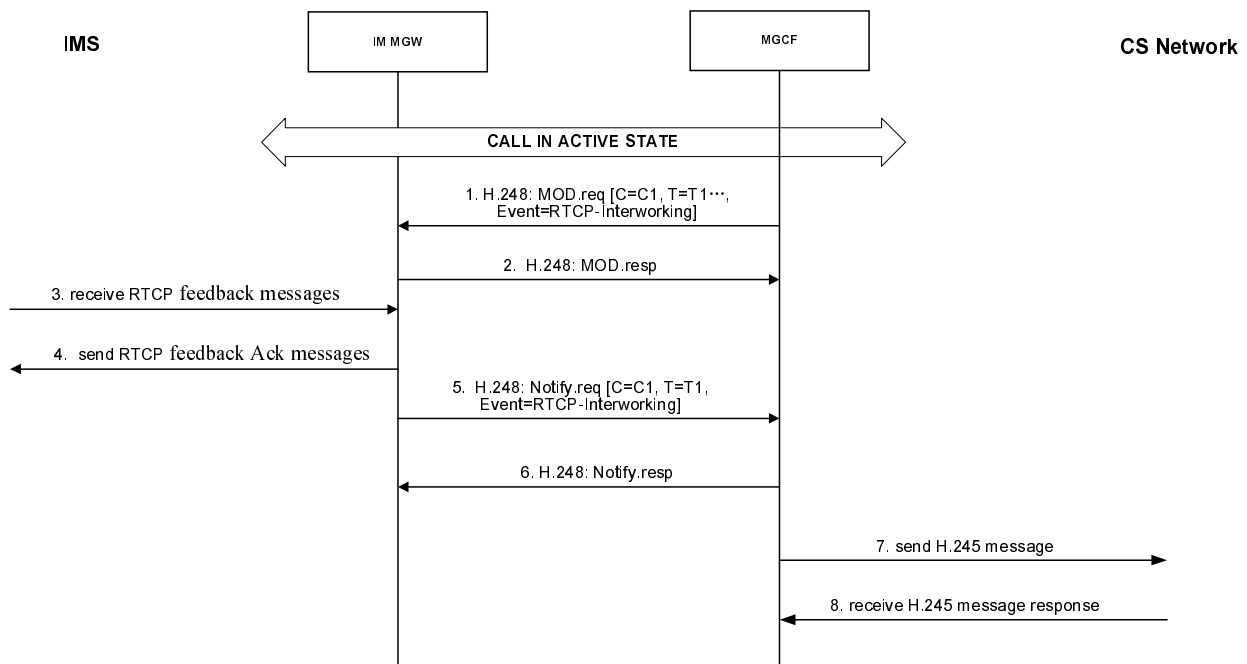 IMS
IM MGW
MGCF
CS Network
CALL IN ACTIVE STATE
1. H.248: MOD.req [C=C1, T=T1⋯,
Event=RTCP-Interworking]
2. H.248: MOD.resp
3. receive RTCP feedback messages
4. send RTCP feedback Ack messages
5. H.248: Notify.req [C=C1, T=T1,
Event=RTCP-Interworking]
6. H.248: Notify.resp
7. send H.245 message
8. receive H.245 message response